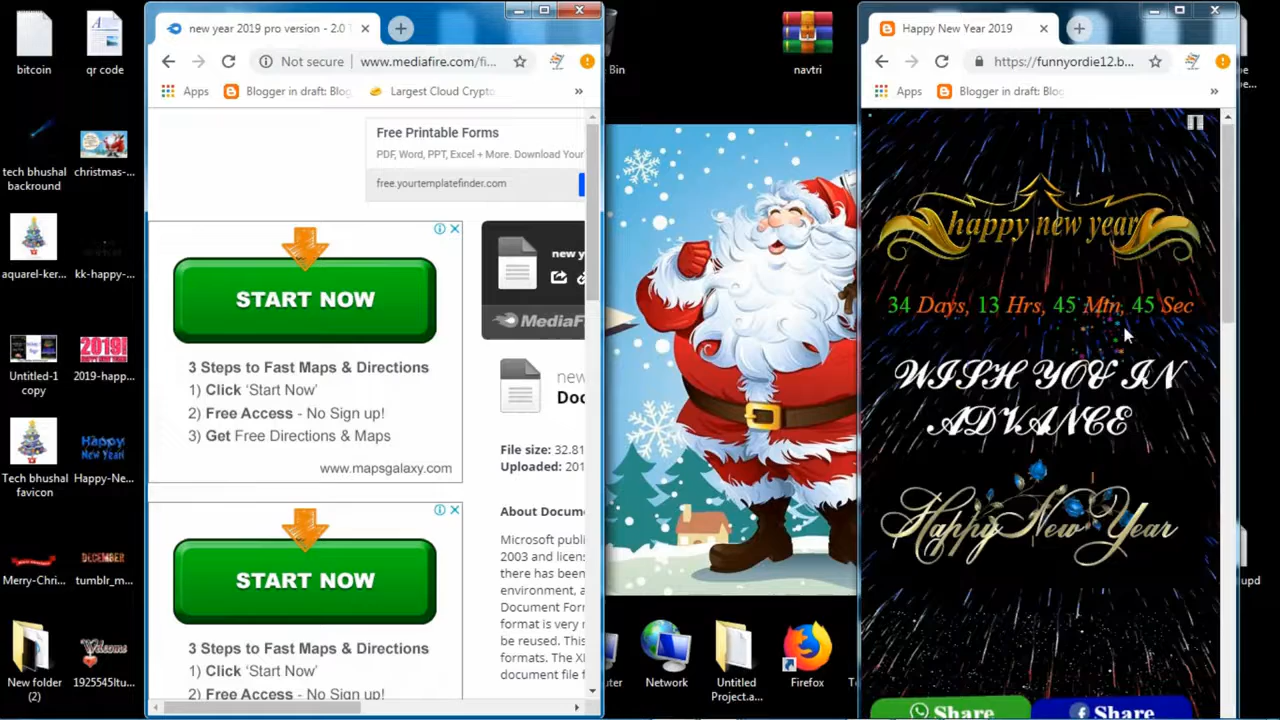 bitcoin
qr code
tech bhushal
backround
christmas-...
aquarel-ker...
kk-happy-...
Untitled-1
copy
2019-happ...
Tech bhushal
favicon
Happy-Ne...
Merry-Chri...
tumblr_m...
New folder
(2)
1925545ltu...
new year 2019 pro version - 2.0 T
Not secure
www.mediafire.com/fi...
Apps
Blogger in draft: Blog
Largest Cloud Crypto
»
Free Printable Forms
PDF, Word, PPT, Excel + More. Download Your
free.yourtemplatefinder.com
START NOW
3 Steps to Fast Maps & Directions
1) Click ‘Start Now’
2) Free Access - No Sign up!
3) Get Free Directions & Maps
www.mapsgalaxy.com
START NOW
3 Steps to Fast Maps & Directions
1) Click ‘Start Now’
2) Free Access - No Sign up!
new y
MediaFi
new
Doc
File size: 32.81
Uploaded: 201
About Docume
Microsoft publi
2003 and licens
there has been
environment, a
Document For
format is very r
be reused. This
formats. The X
document file f
Bin
navtri
Network
Untitled
Project.a...
Firefox
Happy New Year 2019
https://funnyordie12.b...
Apps
Blogger in draft: Blog
»
happy new year
34 Days, 13 Hrs, 45 Min, 45 Sec
WISH YOU IN
ADVANCE
Happy New Year
Share
Share
upd